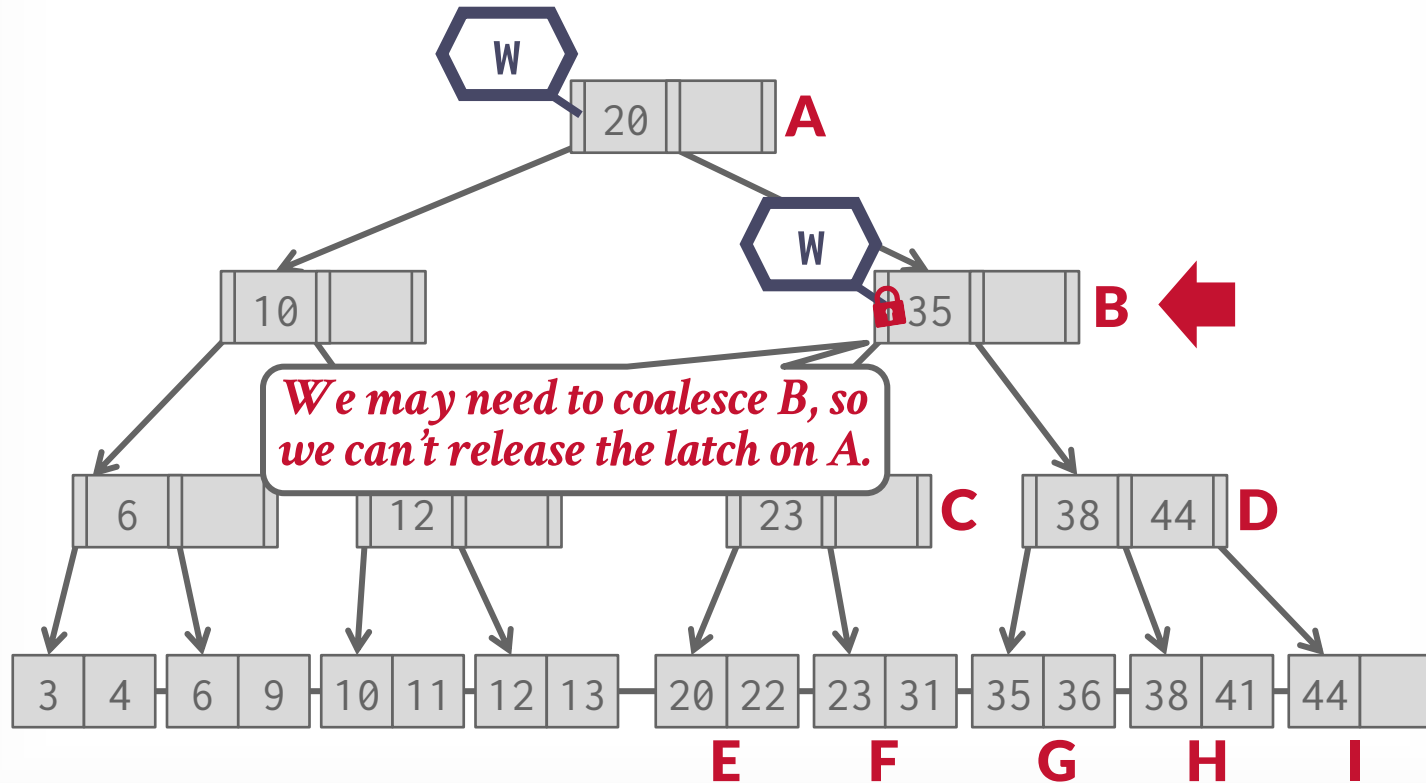 W
20
A
W
10
35
B
We may need to coalesce B, so
we can't release the latch on A.
6
12
23
C
38 44
D
3 4 6 9 10 11 12 13 20 22 23 31 35 36 38 41 44
E F G H I